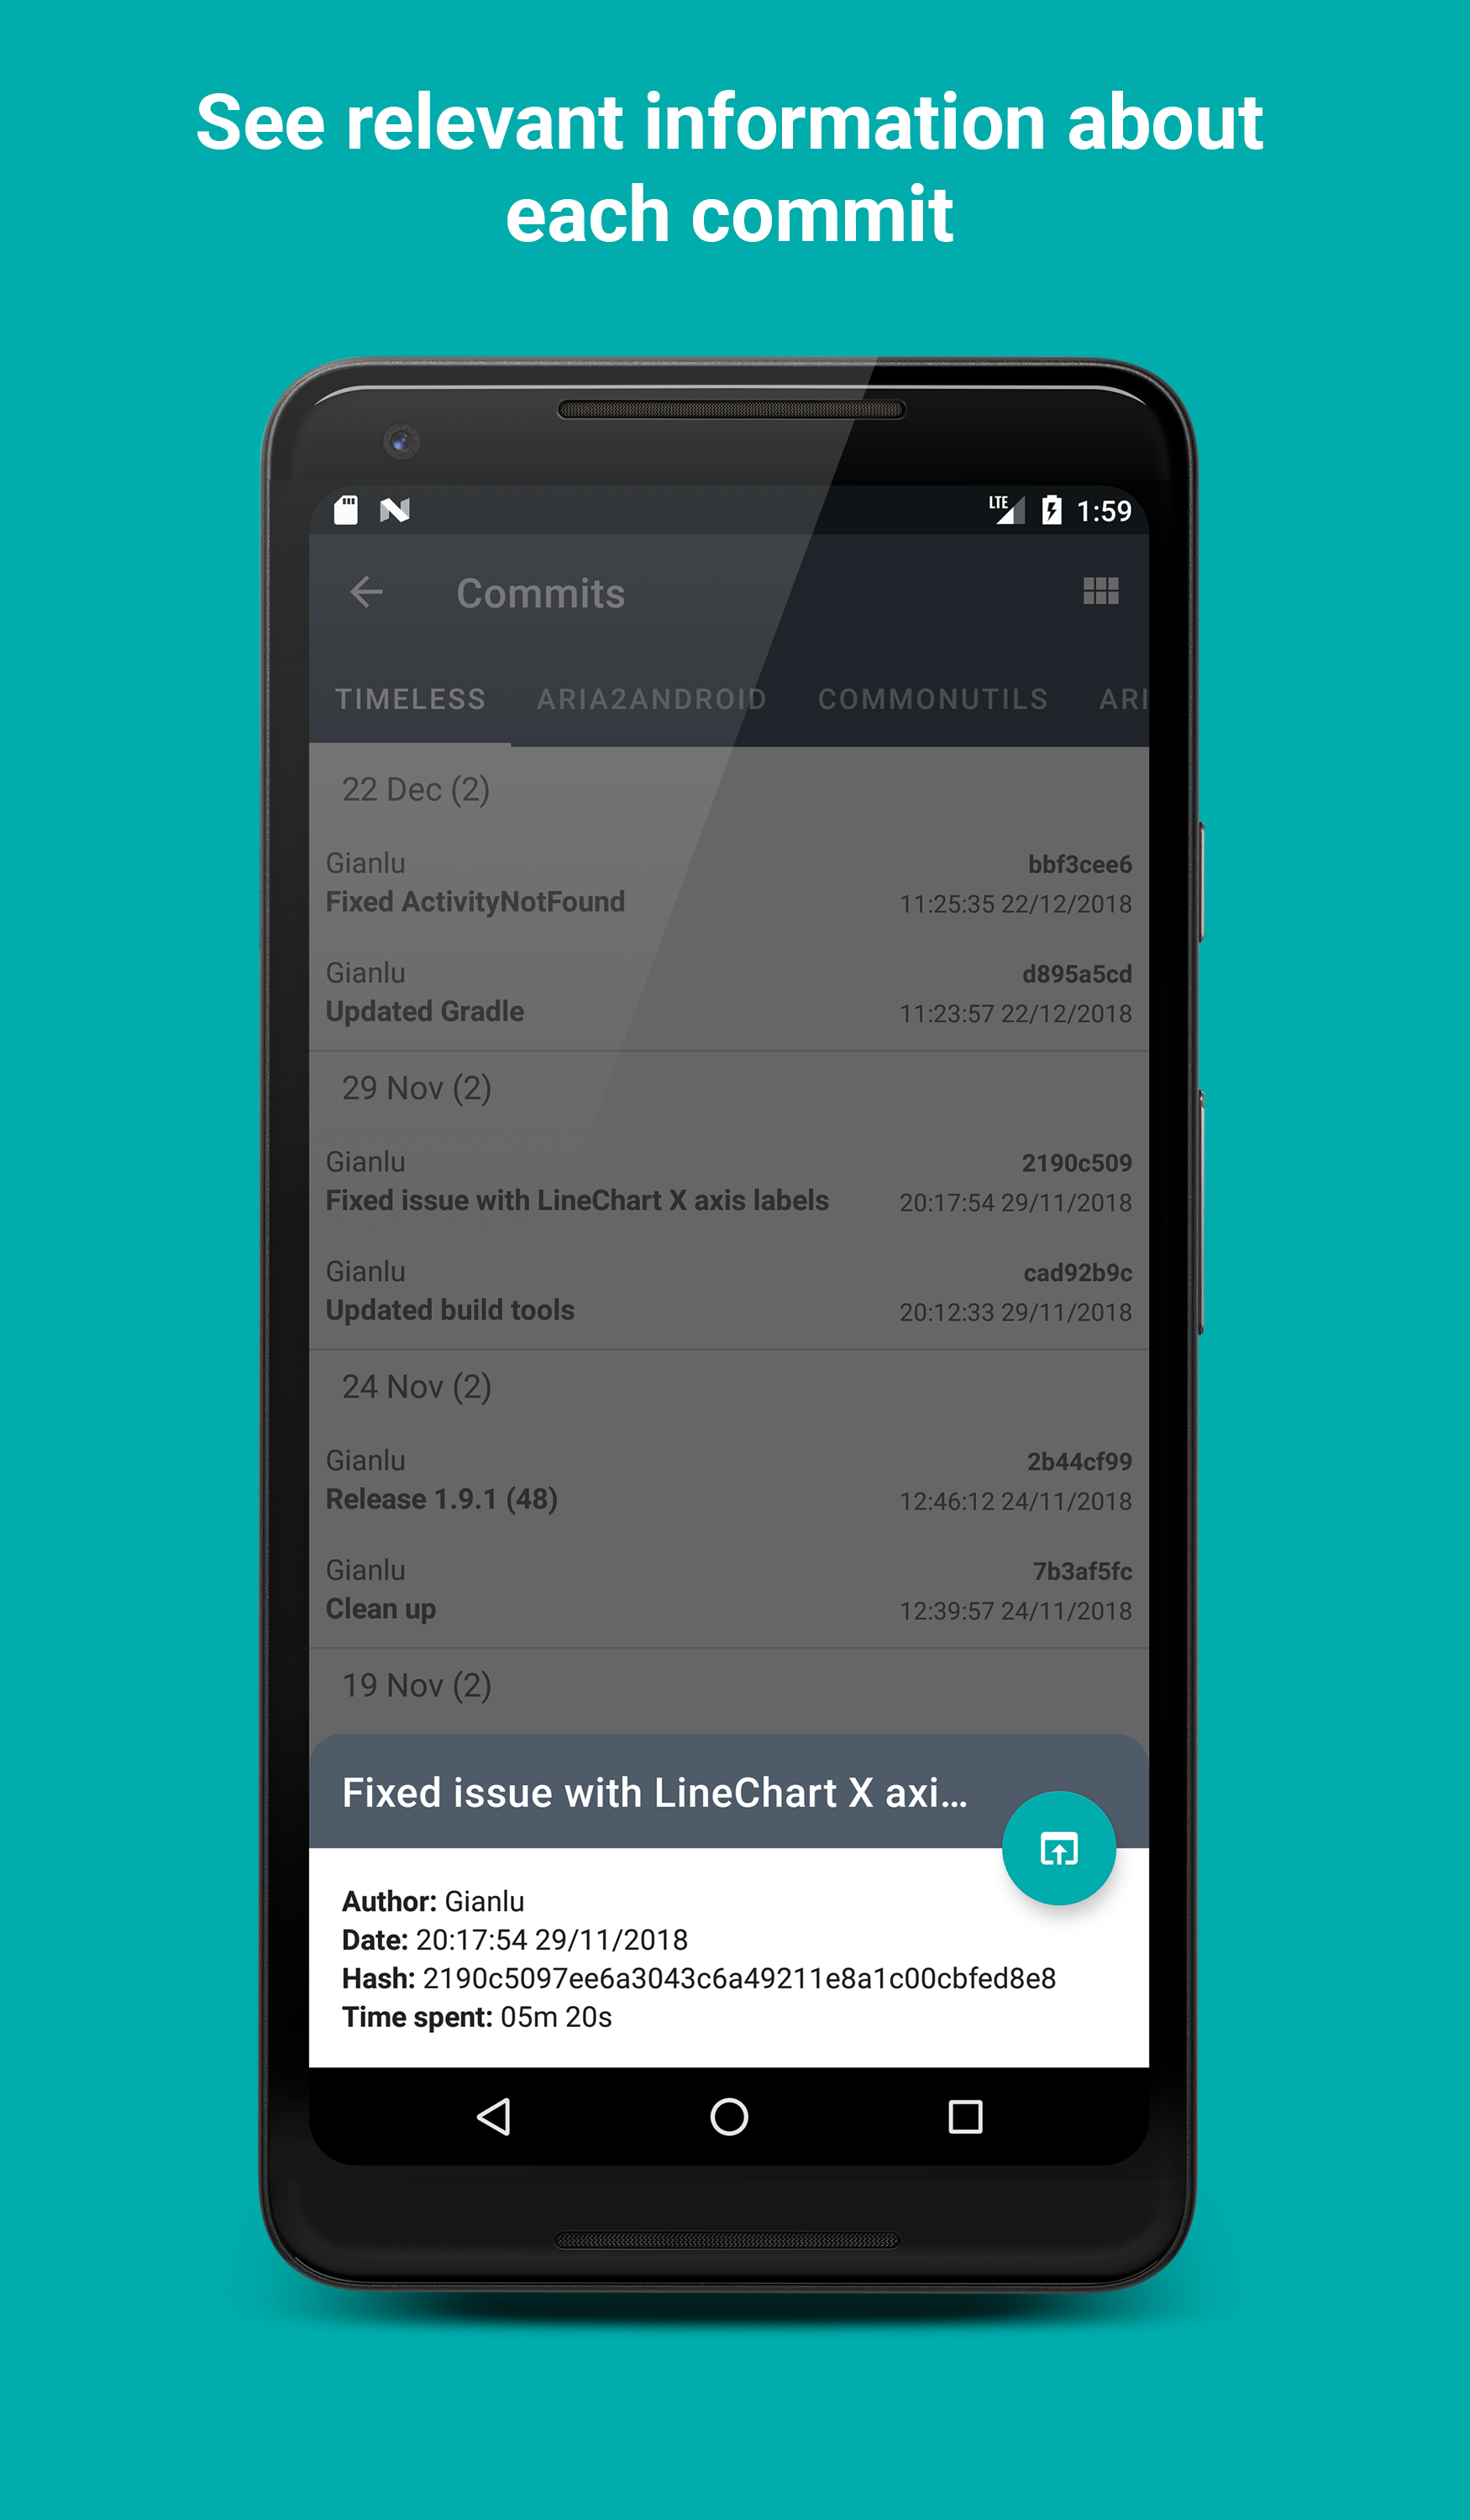 See relevant information about
each commit
LTE 1:59
Commits
TIMELESS ARIA2ANDROID COMMONUTILS ARI
22 Dec (2)
Gianlu bbf3cee6
Fixed ActivityNotFound 11:25:35 22/12/2018
Gianlu d895a5cd
Updated Gradle 11:23:57 22/12/2018
29 Nov (2)
Gianlu 2190c509
Fixed issue with LineChart X axis labels 20:17:54 29/11/2018
Gianlu cad92b9c
Updated build tools 20:12:33 29/11/2018
24 Nov (2)
Gianlu 2b44cf99
Release 1.9.1 (48) 12:46:12 24/11/2018
Gianlu 7b3af5fc
Clean up 12:39:57 24/11/2018
19 Nov (2)
Fixed issue with LineChart X axi...
Author: Gianlu
Date: 20:17:54 29/11/2018
Hash: 2190c5097ee6a3043c6a49211e8a1c00cbfed8e8
Time spent: 05m 20s